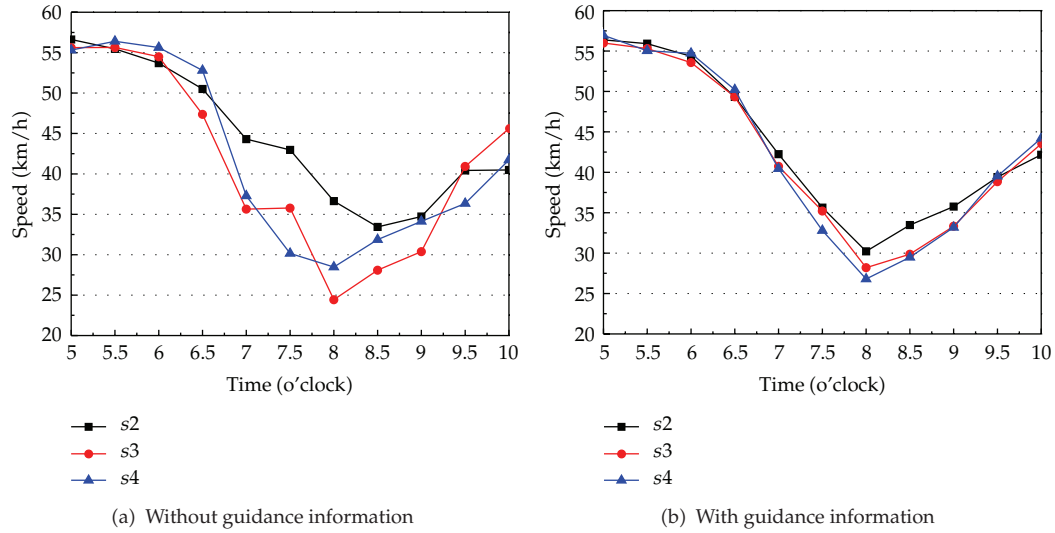 60
55
50
45
40
35
30
25
20
Speed (km/h)
5 5.5 6 6.5 7 7.5 8 8.5 9 9.5 10
Time (o'clock)
s2
s3
s4
(a) Without guidance information
60
55
50
45
40
35
30
25
20
Speed (km/h)
5 5.5 6 6.5 7 7.5 8 8.5 9 9.5 10
Time (o'clock)
s2
s3
s4
(b) With guidance information